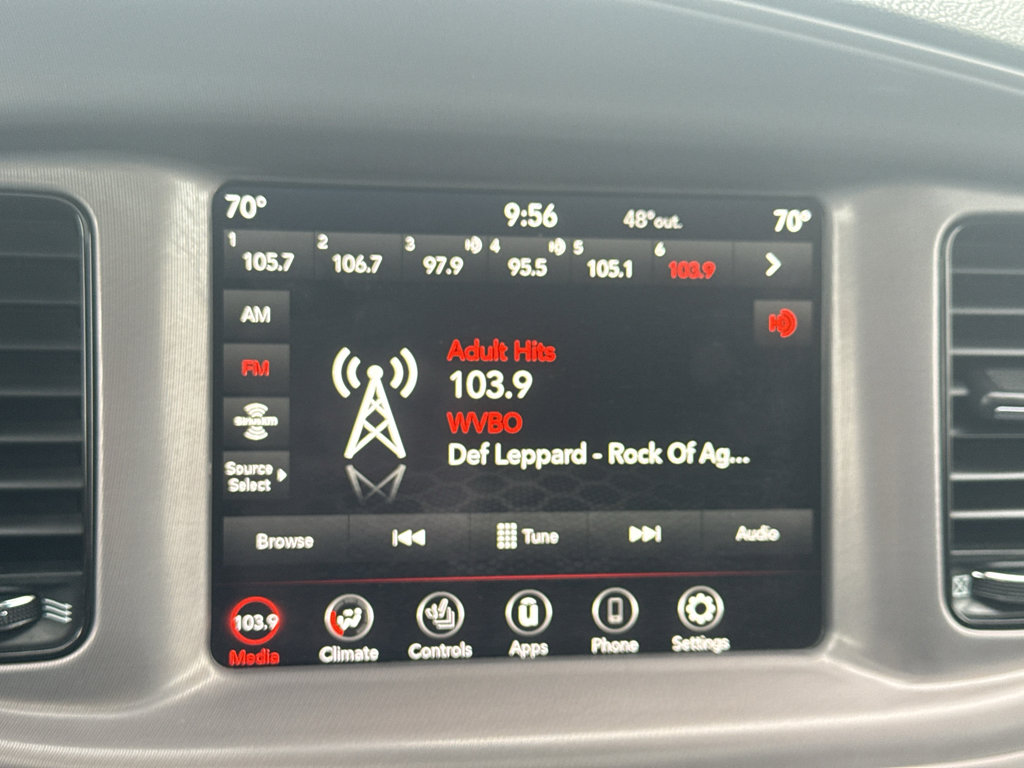 70° 9:56 48°out. 70°
1 105.7 2 106.7 3 97.9 4 95.5 5 105.1 6 103.9
AM
FM
SiriusXM
Source
Select
Adult Hits
103.9
WVBO
Def Leppard - Rock Of Ag...
Browse Tune Audio
103.9
Media Climate Controls Apps Phone Settings